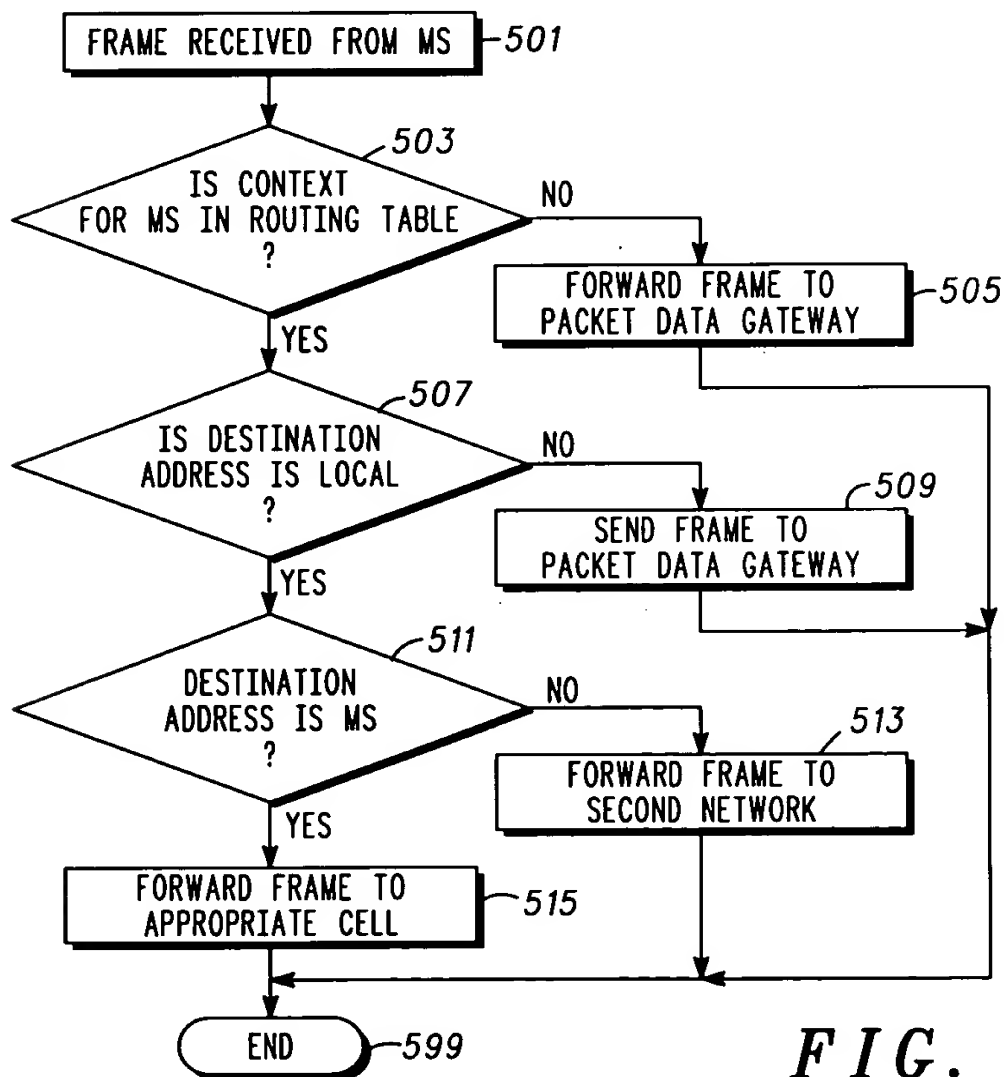 FRAME RECEIVED FROM MS
501
503
IS CONTEXT
FOR MS IN ROUTING TABLE
?
NO
YES
FORWARD FRAME TO
PACKET DATA GATEWAY
505
507
IS DESTINATION
ADDRESS IS LOCAL
?
NO
YES
509
SEND FRAME TO
PACKET DATA GATEWAY
511
DESTINATION
ADDRESS IS MS
?
NO
YES
513
FORWARD FRAME TO
SECOND NETWORK
FORWARD FRAME TO
APPROPRIATE CELL
515
END
599
FIG.